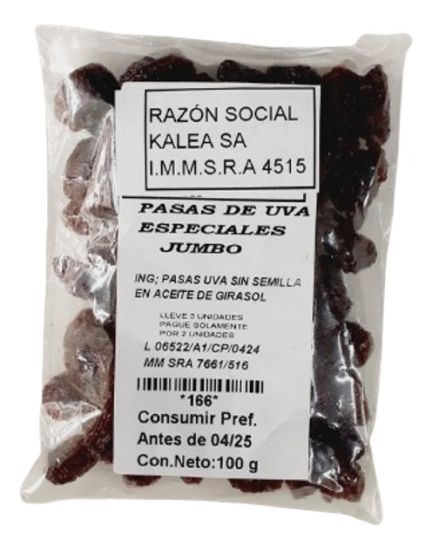 RAZÓN SOCIAL
KALEA SA
I.M.M.S.R.A 4515
PASAS DE UVA
ESPECIALES
JUMBO
ING; PASAS UVA SIN SEMILLA
EN ACEITE DE GIRASOL
LLEVE 3 UNIDADES
PAGUE SOLAMENTE
POR 2 UNIDADES
L 06522/A1/CP/0424
MM SRA 7661/516
*166*
Consumir Pref.
Antes de 04/25
Con.Neto:100 g